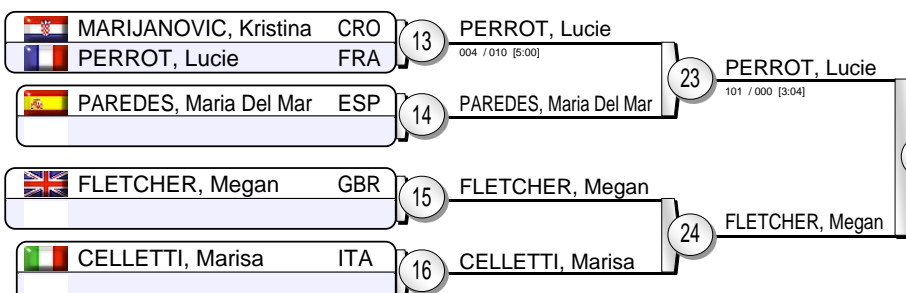 MARIJANOVIC, Kristina CRO
PERROT, Lucie FRA
13
PERROT, Lucie
004 / 010 [5:00]
PAREDES, Maria Del Mar ESP
14
PAREDES, Maria Del Mar
23
PERROT, Lucie
101 / 000 [3:04]
FLETCHER, Megan GBR
15
FLETCHER, Megan
CELLETTI, Marisa ITA
16
CELLETTI, Marisa
24
FLETCHER, Megan